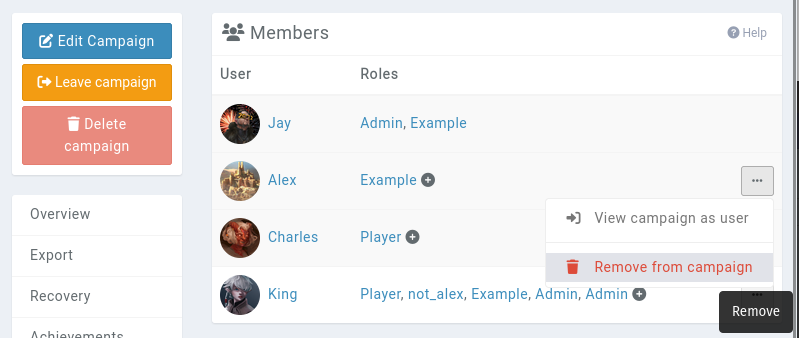 Edit Campaign
Leave campaign
Delete
campaign
Overview
Export
Recovery
Achievements
Members
Help
User Roles
Jay Admin, Example
Alex Example
Charles Player
King Player, not_alex, Example, Admin, Admin
View campaign as user
Remove from campaign
Remove